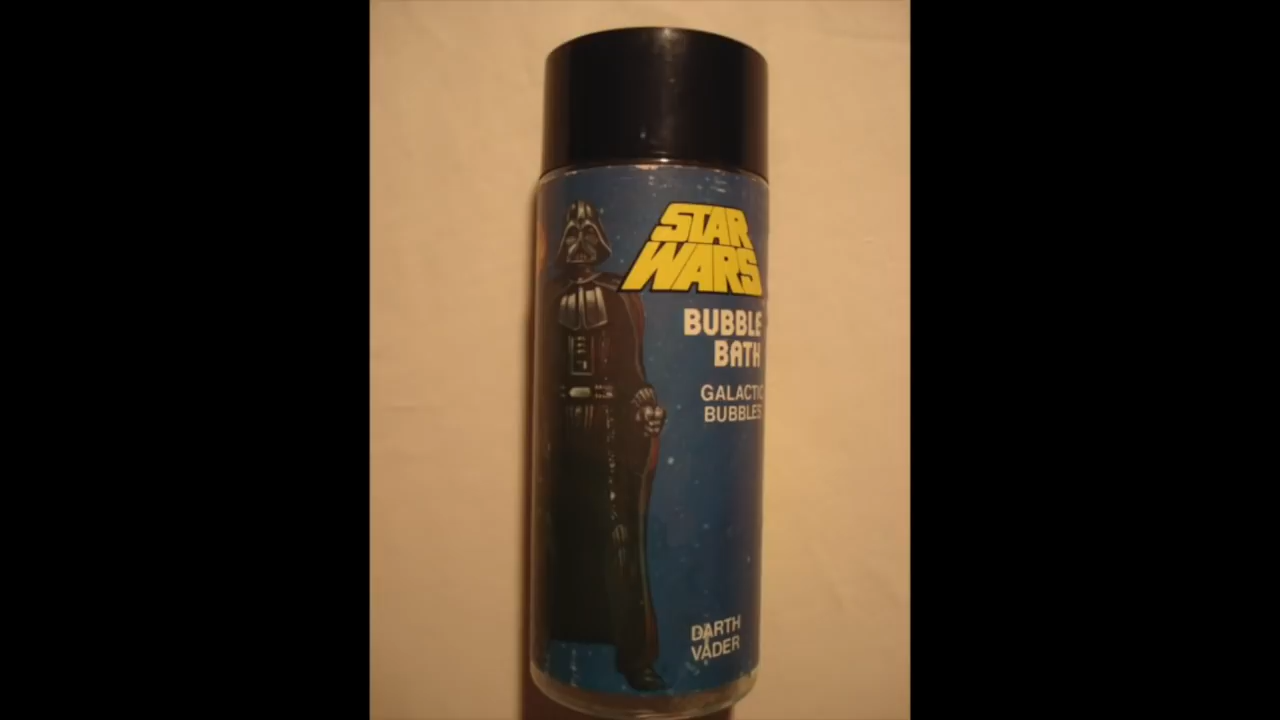 STAR
WARS
BUBBLE
BATH
GALACTIC
BUBBLES
DARTH
VADER